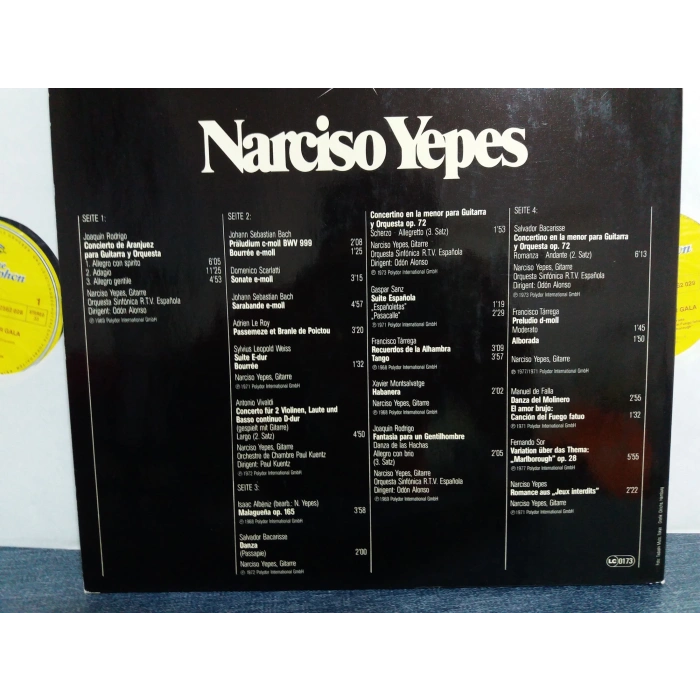 Narciso Yepes
SEITE 1:
Joaquin Rodrigo
Concierto de Aranjuez
para Guitarra y Orquesta
1. Allegro con spirito 6'05
2. Adagio 11'25
3. Allegro gentile 4'53
Narciso Yepes, Gitarre
Orquesta Sinfónica R.T.V. Española
Dirigent: Odón Alonso
℗ 1969 Polydor International GmbH
SEITE 2:
Johann Sebastian Bach
Präludium c-moll BWV 999 2'08
Bourrée e-moll 1'25
Domenico Scarlatti
Sonate e-moll 3'15
Johann Sebastian Bach
Sarabande e-moll 4'57
Adrien Le Roy
Passemeze et Branle de Poictou 3'20
Sylvius Leopold Weiss
Suite E-dur
Bourrée 1'32
Narciso Yepes, Gitarre
℗ 1971 Polydor International GmbH
Antonio Vivaldi
Concerto für 2 Violinen, Laute und
Basso continuo D-dur
(gespielt mit Gitarre)
Largo (2. Satz) 4'50
Narciso Yepes, Gitarre
Orchestre de Chambre Paul Kuentz
Dirigent: Paul Kuentz
℗ 1972 Polydor International GmbH
SEITE 3:
Isaac Albéniz (bearb.: N. Yepes)
Malagueña op. 165 3'58
℗ 1968 Polydor International GmbH
Salvador Bacarisse
Danza
(Passapie) 2'00
Narciso Yepes, Gitarre
℗ 1972 Polydor International GmbH
Concertino en la menor para Guitarra
y Orquesta op. 72
Scherzo Allegretto (3. Satz) 1'53
Narciso Yepes, Gitarre
Orquesta Sinfónica R.T.V. Española
Dirigent: Odón Alonso
℗ 1973 Polydor International GmbH
Gaspar Sanz
Suite Española
„Españoletas" 1'19
„Pasacalle" 2'29
℗ 1971 Polydor International GmbH
Francisco Tárrega
Recuerdos de la Alhambra 3'09
Tango 3'57
℗ 1968 Polydor International GmbH
Xavier Montsalvatge
Habanera 2'02
Narciso Yepes, Gitarre
℗ 1968 Polydor International GmbH
Joaquin Rodrigo
Fantasia para un Gentilhombre
Danza de las Hachas
Allegro con brio
(3. Satz) 2'05
Narciso Yepes, Gitarre
Orquesta Sinfónica R.T.V. Española
Dirigent: Odón Alonso
℗ 1969 Polydor International GmbH
SEITE 4:
Salvador Bacarisse
Concertino en la menor para Guitarra
y Orquesta op. 72
Romanza Andante (2. Satz) 6'13
Narciso Yepes, Gitarre
Orquesta Sinfónica R.T.V. Española
Dirigent: Odón Alonso
℗ 1973 Polydor International GmbH
Francisco Tárrega
Preludio d-moll
Moderato 1'45
Alborada 1'50
Narciso Yepes, Gitarre
℗ 1977/1971 Polydor International GmbH
Manuel de Falla
Danza del Molinero 2'55
El amor brujo:
Canción del Fuego fatuo 1'32
℗ 1971 Polydor International GmbH
Fernando Sor
Variation über das Thema:
„Marlborough" op. 28 5'55
℗ 1977 Polydor International GmbH
Narciso Yepes
Romance aus „Jeux interdits" 2'22
Narciso Yepes, Gitarre
℗ 1971 Polydor International GmbH
LC 0173
1
GALA